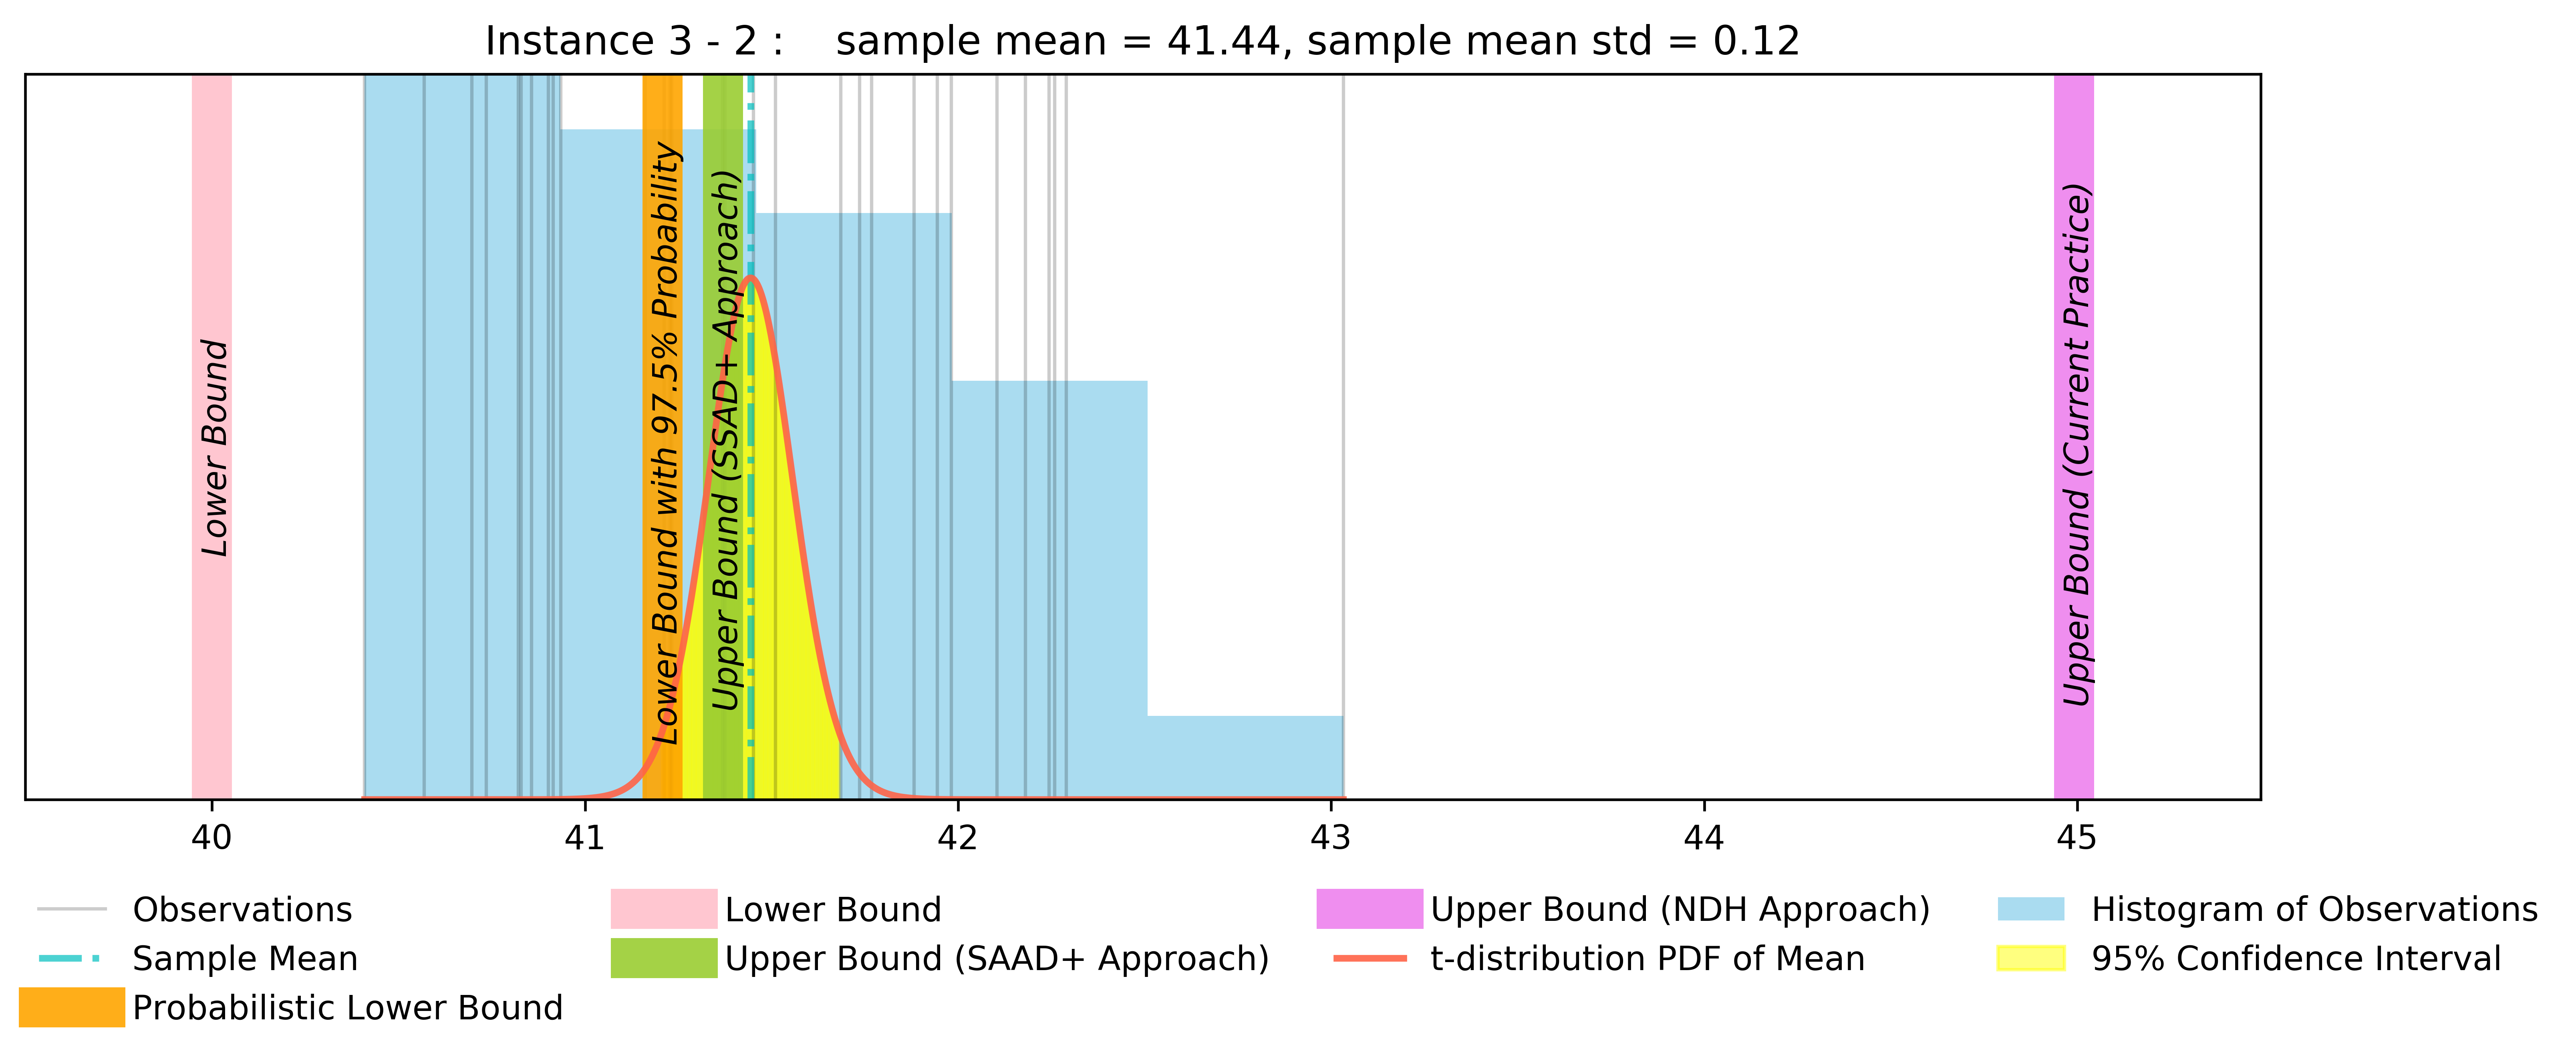 Instance 3 - 2 :    sample mean = 41.44, sample mean std = 0.12
Lower Bound
Lower Bound with 97.5% Probability
Upper Bound (SSAD+ Approach)
Upper Bound (Current Practice)
40 41 42 43 44 45
Observations
Sample Mean
Probabilistic Lower Bound
Lower Bound
Upper Bound (SAAD+ Approach)
Upper Bound (NDH Approach)
t-distribution PDF of Mean
Histogram of Observations
95% Confidence Interval